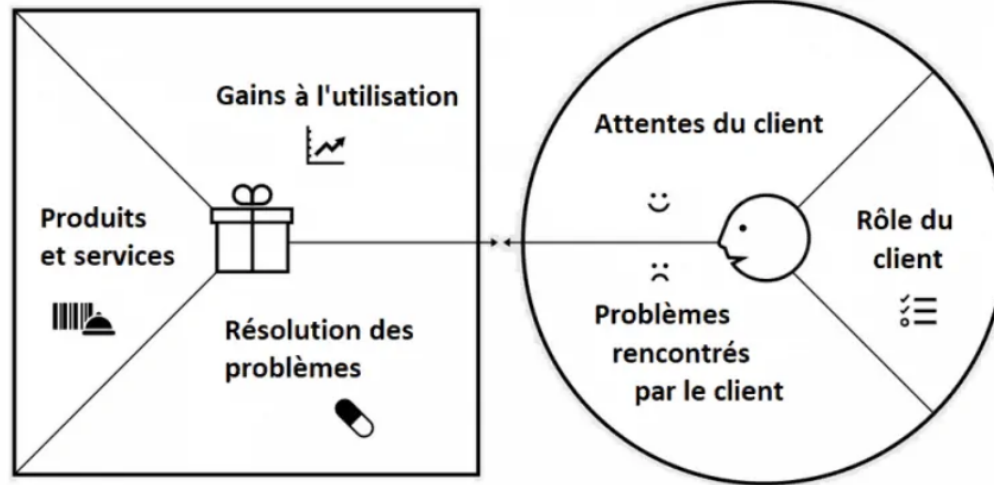 Gains à l'utilisation
Produits
et services
Résolution des
problèmes
Attentes du client
Rôle du
client
Problèmes
rencontrés
par le client